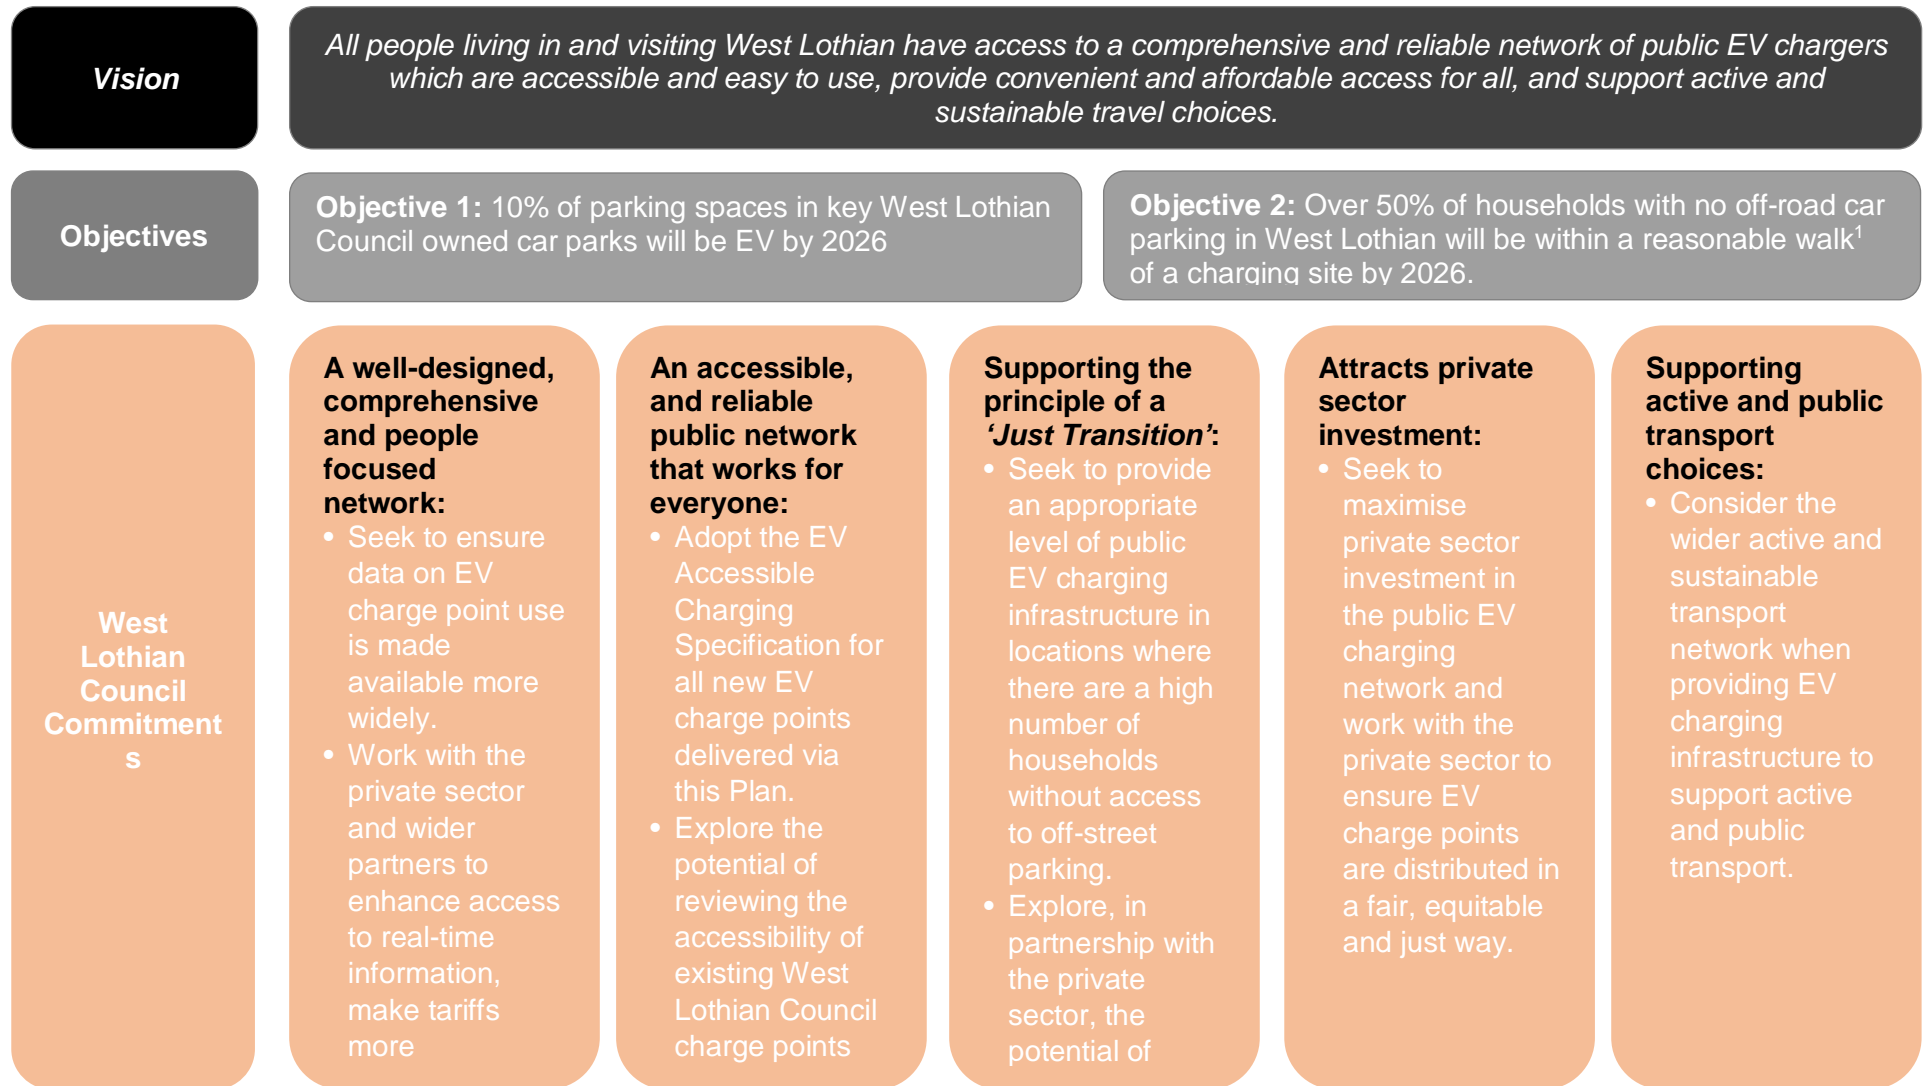 Vision
All people living in and visiting West Lothian have access to a comprehensive and reliable network of public EV chargers
which are accessible and easy to use, provide convenient and affordable access for all, and support active and
sustainable travel choices.
Objectives
Objective 1: 10% of parking spaces in key West Lothian
Council owned car parks will be EV by 2026
Objective 2: Over 50% of households with no off-road car
parking in West Lothian will be within a reasonable walk¹
of a charging site by 2026.
West
Lothian
Council
Commitment
s
A well-designed,
comprehensive
and people
focused
network:
• Seek to ensure
data on EV
charge point use
is made
available more
widely.
• Work with the
private sector
and wider
partners to
enhance access
to real-time
information,
make tariffs
more
An accessible,
and reliable
public network
that works for
everyone:
• Adopt the EV
Accessible
Charging
Specification for
all new EV
charge points
delivered via
this Plan.
• Explore the
potential of
reviewing the
accessibility of
existing West
Lothian Council
charge points
Supporting the
principle of a
‘Just Transition’:
• Seek to provide
an appropriate
level of public
EV charging
infrastructure in
locations where
there are a high
number of
households
without access
to off-street
parking.
• Explore, in
partnership with
the private
sector, the
potential of
Attracts private
sector
investment:
• Seek to
maximise
private sector
investment in
the public EV
charging
network and
work with the
private sector to
ensure EV
charge points
are distributed in
a fair, equitable
and just way.
Supporting
active and public
transport
choices:
• Consider the
wider active and
sustainable
transport
network when
providing EV
charging
infrastructure to
support active
and public
transport.